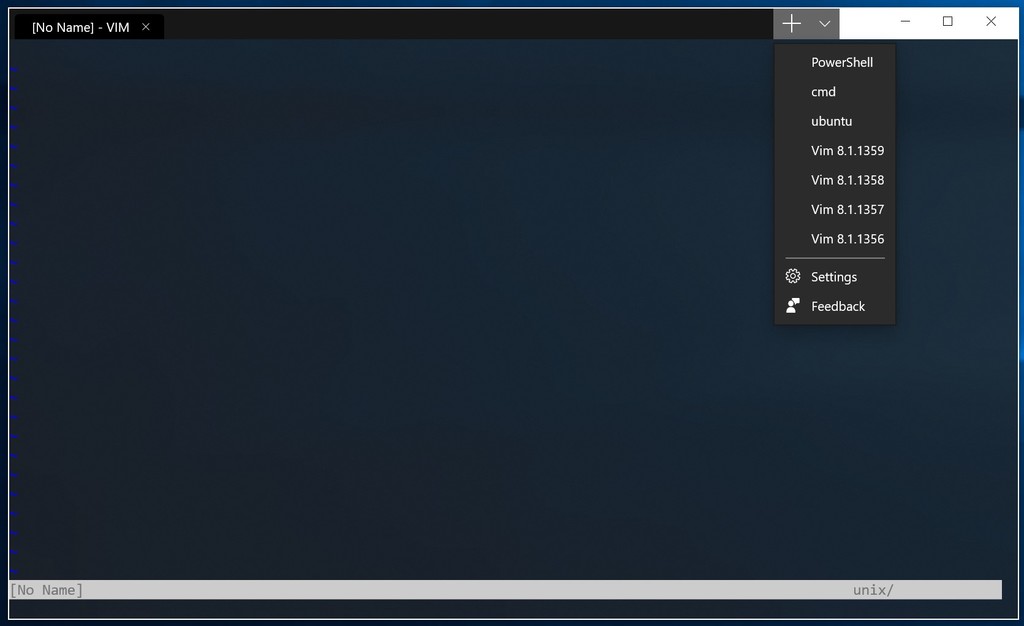 [No Name] - VIM
PowerShell
cmd
ubuntu
Vim 8.1.1359
Vim 8.1.1358
Vim 8.1.1357
Vim 8.1.1356
Settings
Feedback
[No Name] unix/